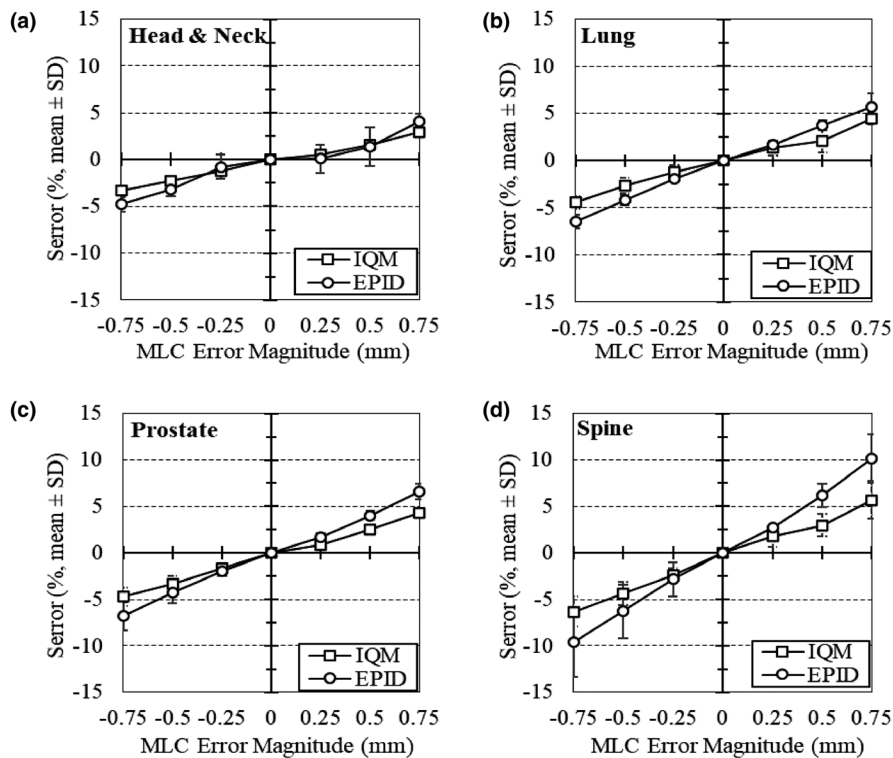 (a)
Head & Neck
Serror (%, mean ± SD)
15
10
5
0
-5
-10
-15
IQM
EPID
-0.75 -0.5 -0.25 0 0.25 0.5 0.75
MLC Error Magnitude (mm)
(b)
Lung
Serror (%, mean ± SD)
15
10
5
0
-5
-10
-15
IQM
EPID
-0.75 -0.5 -0.25 0 0.25 0.5 0.75
MLC Error Magnitude (mm)
(c)
Prostate
Serror (%, mean ± SD)
15
10
5
0
-5
-10
-15
IQM
EPID
-0.75 -0.5 -0.25 0 0.25 0.5 0.75
MLC Error Magnitude (mm)
(d)
Spine
Serror (%, mean ± SD)
15
10
5
0
-5
-10
-15
IQM
EPID
-0.75 -0.5 -0.25 0 0.25 0.5 0.75
MLC Error Magnitude (mm)